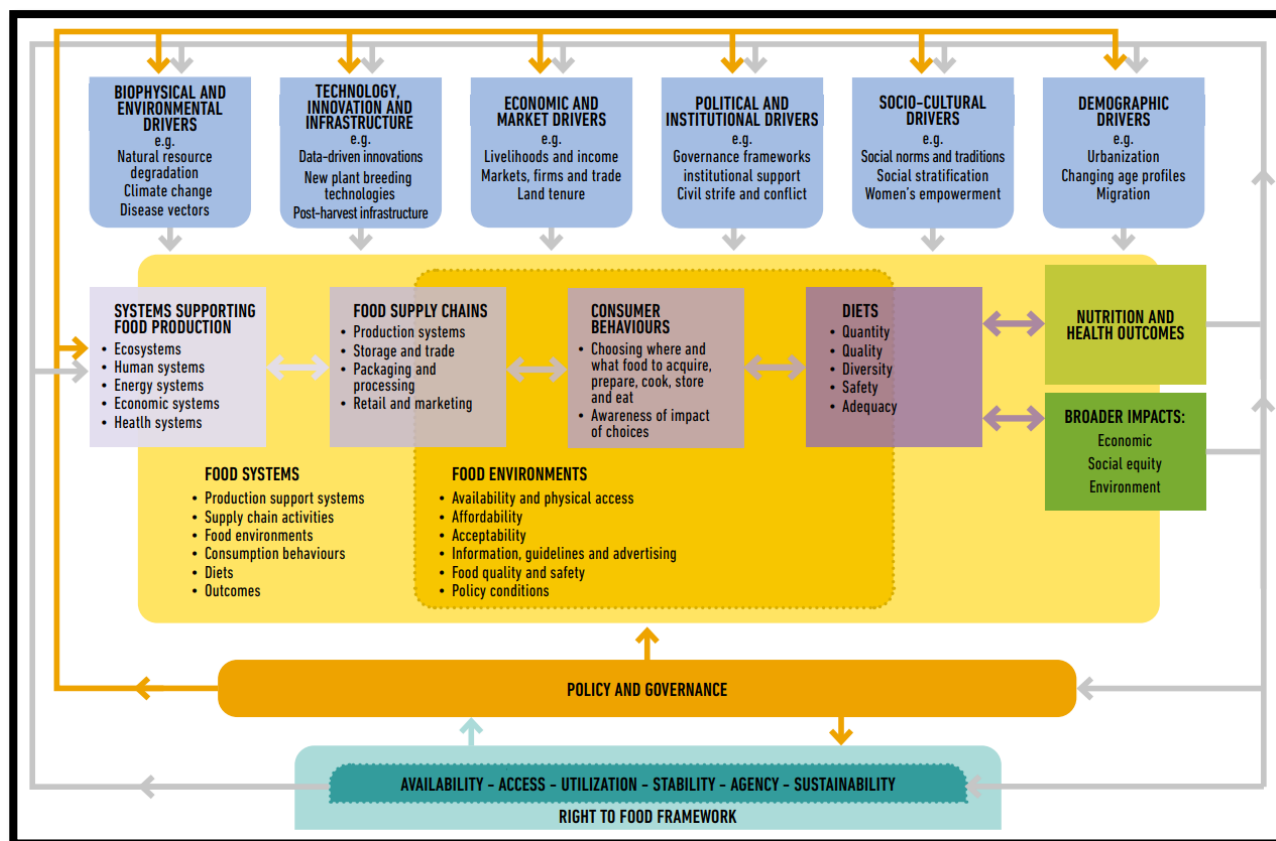 BIOPHYSICAL AND
ENVIRONMENTAL
DRIVERS
e.g.
Natural resource
degradation
Climate change
Disease vectors
TECHNOLOGY,
INNOVATION AND
INFRASTRUCTURE
e.g.
Data-driven innovations
New plant breeding
technologies
Post-harvest infrastructure
ECONOMIC AND
MARKET DRIVERS
e.g.
Livelihoods and income
Markets, firms and trade
Land tenure
POLITICAL AND
INSTITUTIONAL DRIVERS
e.g.
Governance frameworks
institutional support
Civil strife and conflict
SOCIO-CULTURAL
DRIVERS
e.g.
Social norms and traditions
Social stratification
Women's empowerment
DEMOGRAPHIC
DRIVERS
e.g.
Urbanization
Changing age profiles
Migration
SYSTEMS SUPPORTING
FOOD PRODUCTION
• Ecosystems
• Human systems
• Energy systems
• Economic systems
• Health systems
FOOD SUPPLY CHAINS
• Production systems
• Storage and trade
• Packaging and
processing
• Retail and marketing
CONSUMER
BEHAVIOURS
• Choosing where and
what food to acquire,
prepare, cook, store
and eat
• Awareness of impact
of choices
DIETS
• Quantity
• Quality
• Diversity
• Safety
• Adequacy
NUTRITION AND
HEALTH OUTCOMES
BROADER IMPACTS:
Economic
Social equity
Environment
FOOD SYSTEMS
• Production support systems
• Supply chain activities
• Food environments
• Consumption behaviours
• Diets
• Outcomes
FOOD ENVIRONMENTS
• Availability and physical access
• Affordability
• Acceptability
• Information, guidelines and advertising
• Food quality and safety
• Policy conditions
POLICY AND GOVERNANCE
AVAILABILITY – ACCESS – UTILIZATION – STABILITY – AGENCY – SUSTAINABILITY
RIGHT TO FOOD FRAMEWORK